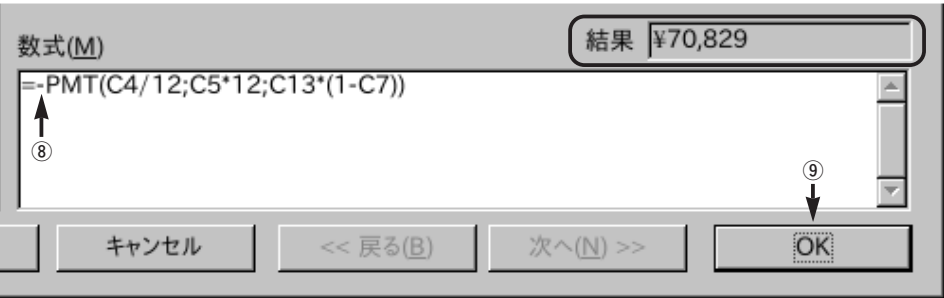 数式(M)
結果 ¥70,829
=-PMT(C4/12;C5*12;C13*(1-C7))
⑧
⑨
キャンセル << 戻る(B) 次へ(N) >> OK